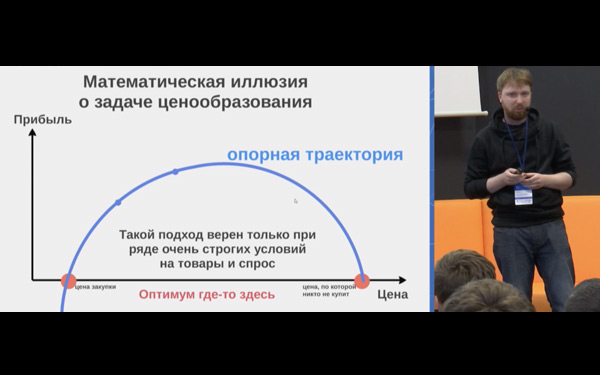 Математическая иллюзия
о задаче ценообразования
Прибыль
опорная траектория
Такой подход верен только при
ряде очень строгих условий
на товары и спрос
цена закупки
Оптимум где-то здесь
цена, по которой
никто не купит
Цена